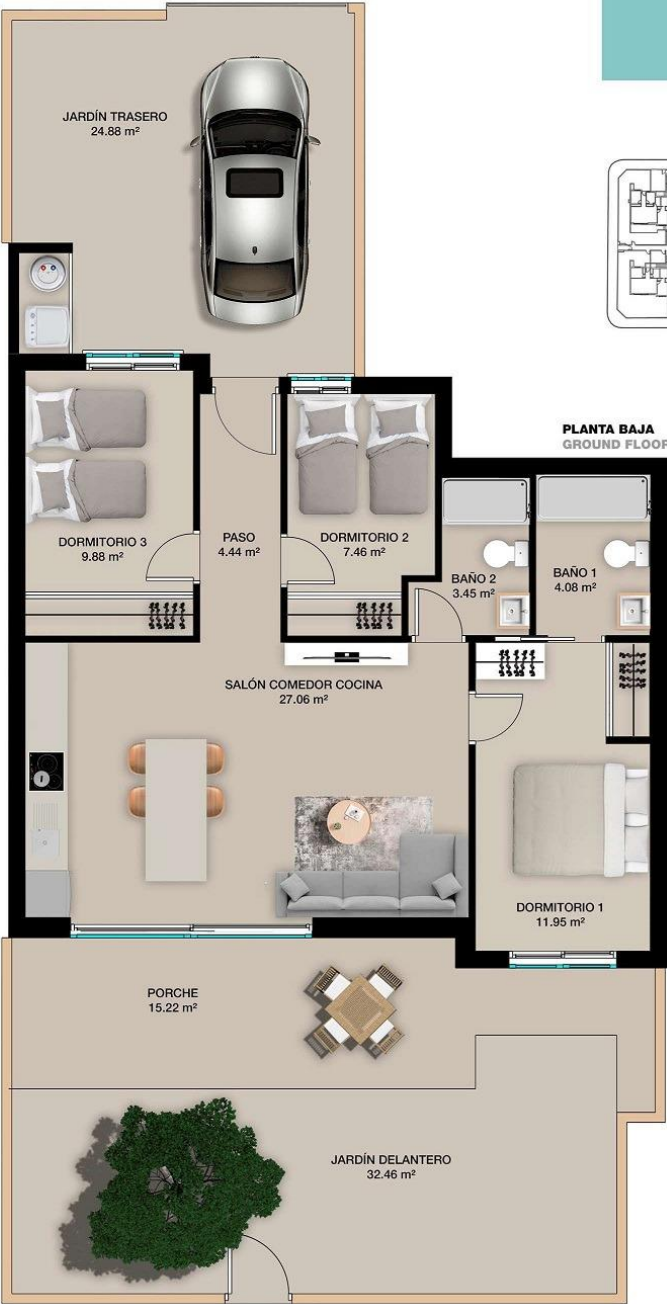 JARDÍN TRASERO
24.88 m²
PLANTA BAJA
GROUND FLOOR
DORMITORIO 3
9.88 m²
PASO
4.44 m²
DORMITORIO 2
7.46 m²
BAÑO 2
3.45 m²
BAÑO 1
4.08 m²
SALÓN COMEDOR COCINA
27.06 m²
DORMITORIO 1
11.95 m²
PORCHE
15.22 m²
JARDÍN DELANTERO
32.46 m²